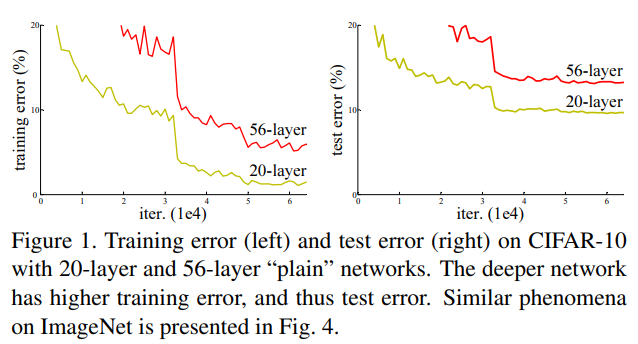 20
10
0
0 1 2 3 4 5 6
training error (%)
iter. (1e4)
56-layer
20-layer
20
10
0
0 1 2 3 4 5 6
test error (%)
iter. (1e4)
56-layer
20-layer
Figure 1. Training error (left) and test error (right) on CIFAR-10
with 20-layer and 56-layer “plain” networks. The deeper network
has higher training error, and thus test error. Similar phenomena
on ImageNet is presented in Fig. 4.